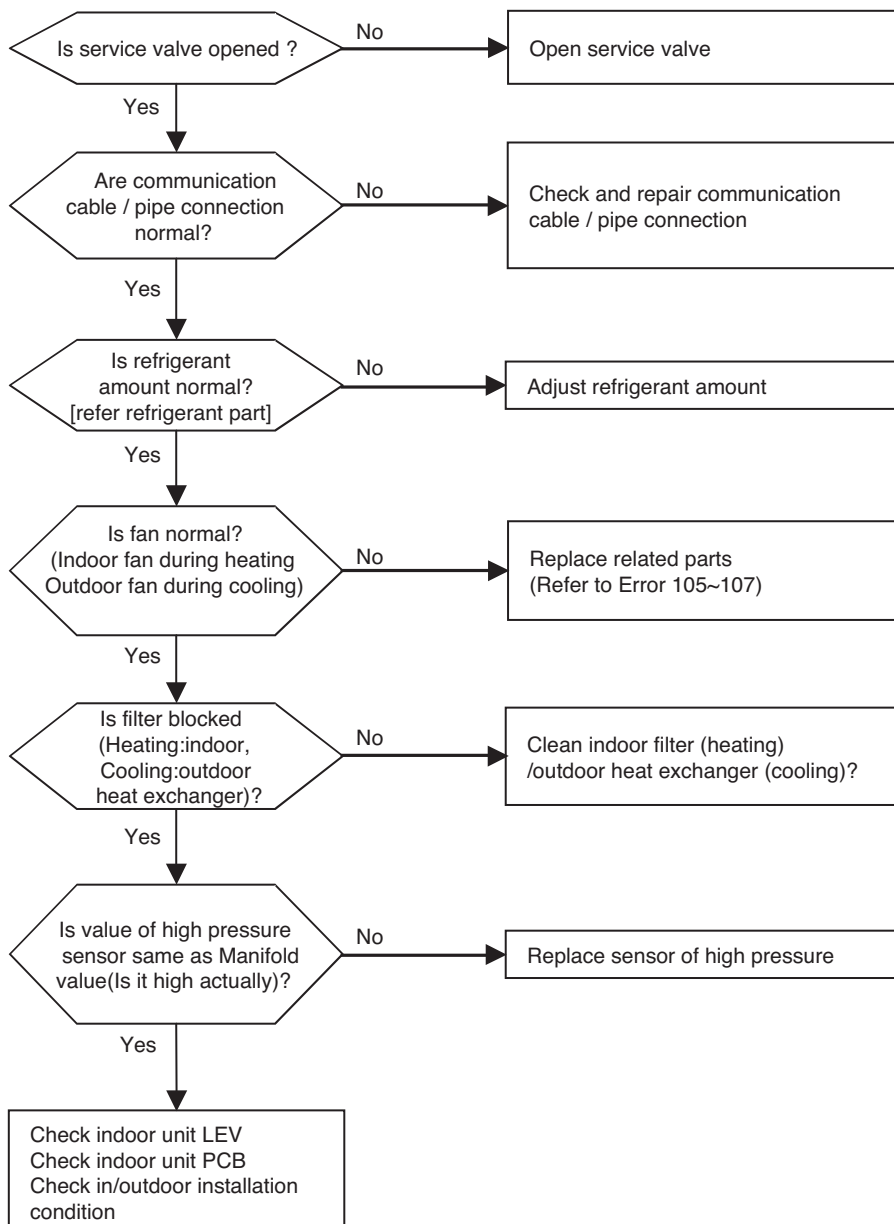 Is service valve opened ?
No
Open service valve
Yes
Are communication
cable / pipe connection
normal?
No
Check and repair communication
cable / pipe connection
Yes
Is refrigerant
amount normal?
[refer refrigerant part]
No
Adjust refrigerant amount
Yes
Is fan normal?
(Indoor fan during heating
Outdoor fan during cooling)
No
Replace related parts
(Refer to Error 105~107)
Yes
Is filter blocked
(Heating:indoor,
Cooling:outdoor
heat exchanger)?
No
Clean indoor filter (heating)
/outdoor heat exchanger (cooling)?
Yes
Is value of high pressure
sensor same as Manifold
value(Is it high actually)?
No
Replace sensor of high pressure
Yes
Check indoor unit LEV
Check indoor unit PCB
Check in/outdoor installation
condition